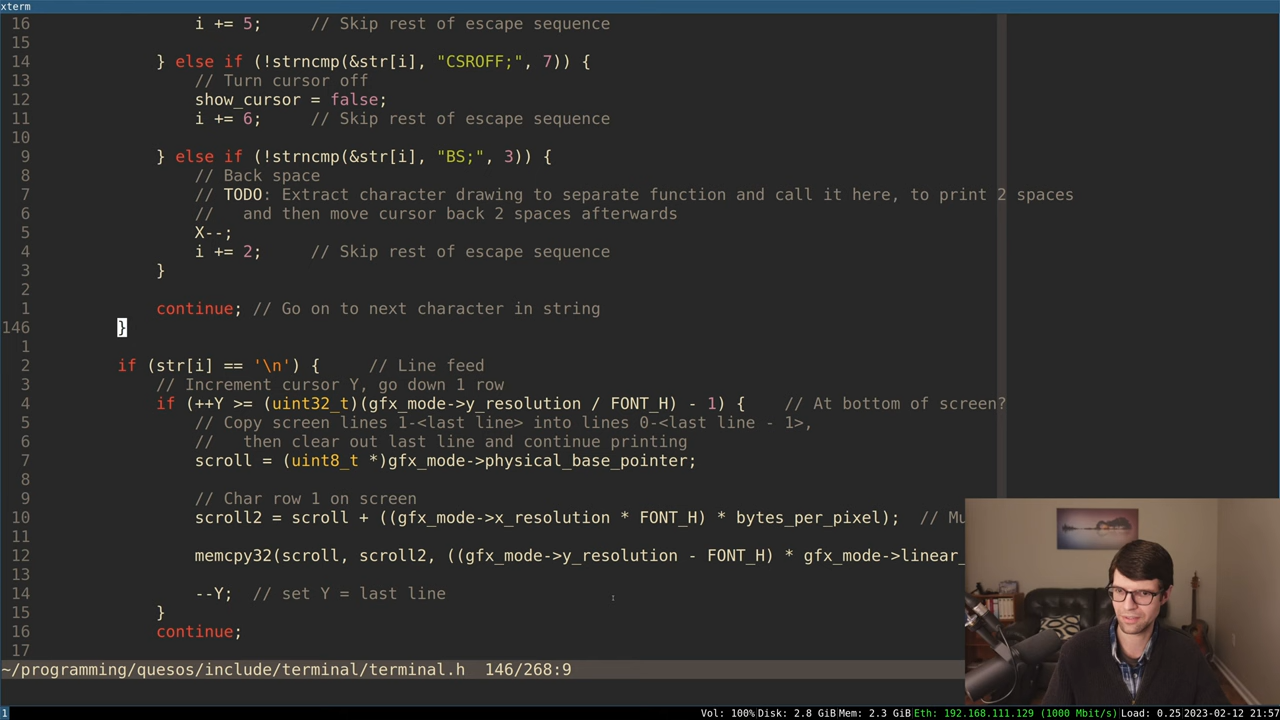 xterm
16 i += 5; // Skip rest of escape sequence
15
14 } else if (!strncmp(&str[i], "CSROFF;", 7)) {
13 // Turn cursor off
12 show_cursor = false;
11 i += 6; // Skip rest of escape sequence
10
9 } else if (!strncmp(&str[i], "BS;", 3)) {
8 // Back space
7 // TODO: Extract character drawing to separate function and call it here, to print 2 spaces
6 // and then move cursor back 2 spaces afterwards
5 X--;
4 i += 2; // Skip rest of escape sequence
3 }
2
1 continue; // Go on to next character in string
146 }
1
2 if (str[i] == '\n') { // Line feed
3 // Increment cursor Y, go down 1 row
4 if (++Y >= (uint32_t)(gfx_mode->y_resolution / FONT_H) - 1) { // At bottom of screen?
5 // Copy screen lines 1-<last line> into lines 0-<last line - 1>,
6 // then clear out last line and continue printing
7 scroll = (uint8_t *)gfx_mode->physical_base_pointer;
8
9 // Char row 1 on screen
10 scroll2 = scroll + ((gfx_mode->x_resolution * FONT_H) * bytes_per_pixel); // Mu
11
12 memcpy32(scroll, scroll2, ((gfx_mode->y_resolution - FONT_H) * gfx_mode->linear_
13
14 --Y; // set Y = last line
15 }
16 continue;
17
~/programming/quesos/include/terminal/terminal.h 146/268:9
1 Vol: 100% Disk: 2.8 GiB Mem: 2.3 GiB Eth: 192.168.111.129 (1000 Mbit/s) Load: 0.25 2023-02-12 21:57